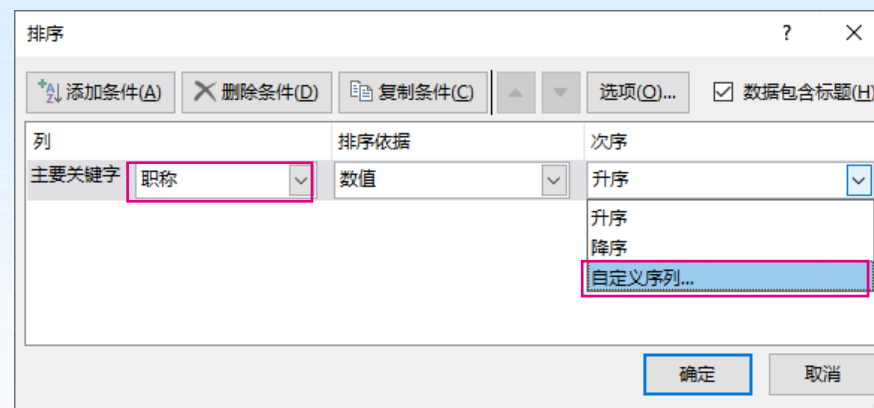 排序 ?
添加条件(A) 删除条件(D) 复制条件(C) 选项(O)... 数据包含标题(H)
列 排序依据 次序
主要关键字 职称 数值 升序
升序
降序
自定义序列...
确定 取消